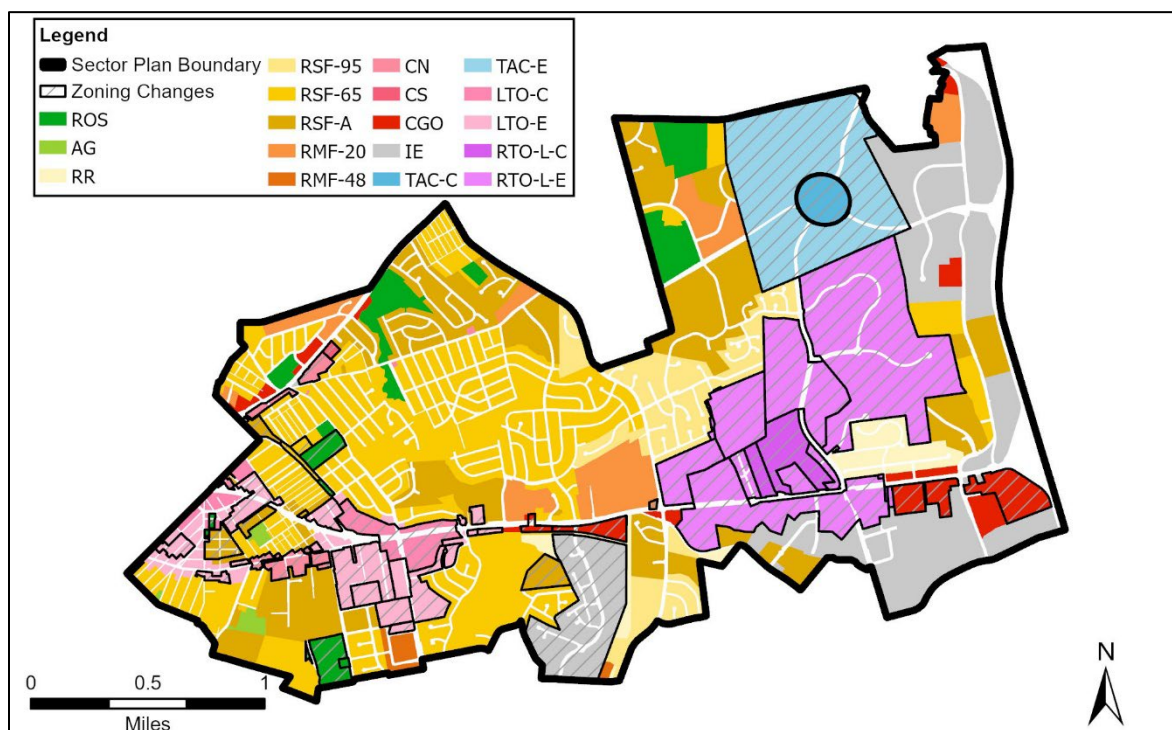 Legend
Sector Plan Boundary
Zoning Changes
ROS
AG
RR
RSF-95
RSF-65
RSF-A
RMF-20
RMF-48
CN
CS
CGO
IE
TAC-C
TAC-E
LTO-C
LTO-E
RTO-L-C
RTO-L-E
0 0.5 1
Miles
N